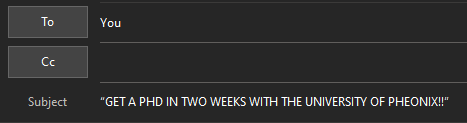 To You
Cc
Subject “GET A PHD IN TWO WEEKS WITH THE UNIVERSITY OF PHEONIX!!”